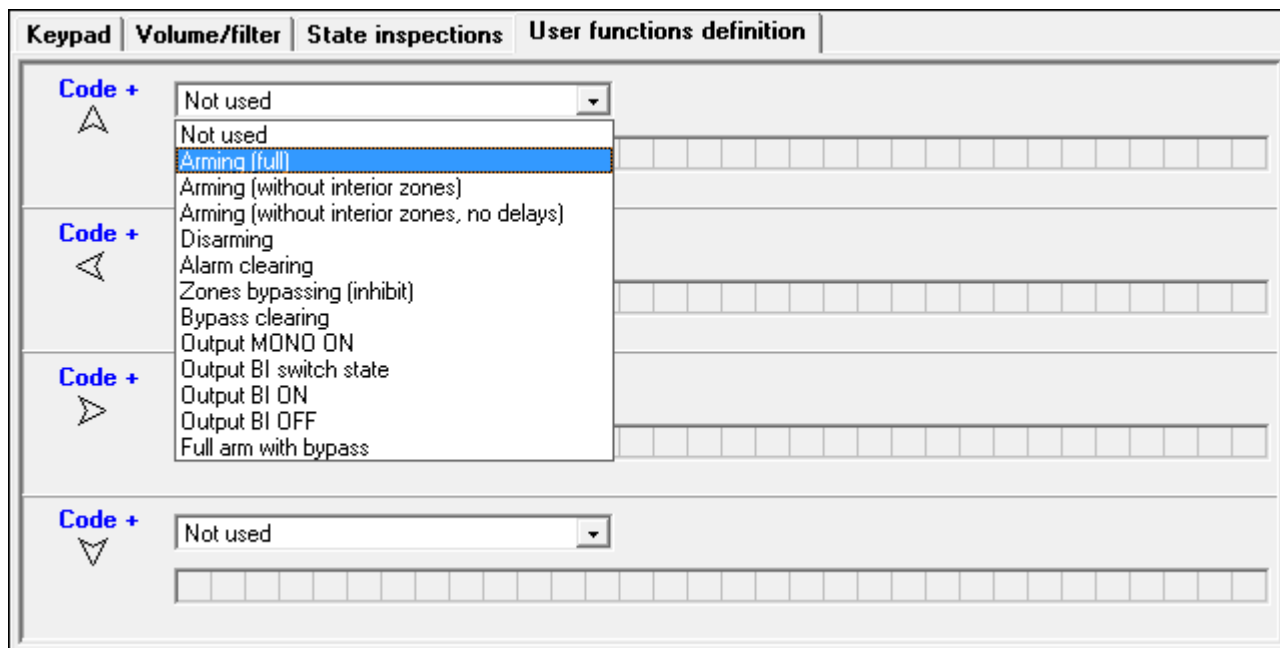 Keypad Volume/filter State inspections User functions definition
Code +
Not used
Not used
Arming (full)
Arming (without interior zones)
Arming (without interior zones, no delays)
Code +
Disarming
Alarm clearing
Zones bypassing (inhibit)
Bypass clearing
Output MONO ON
Code +
Output BI switch state
Output BI ON
Output BI OFF
Full arm with bypass
Code +
Not used